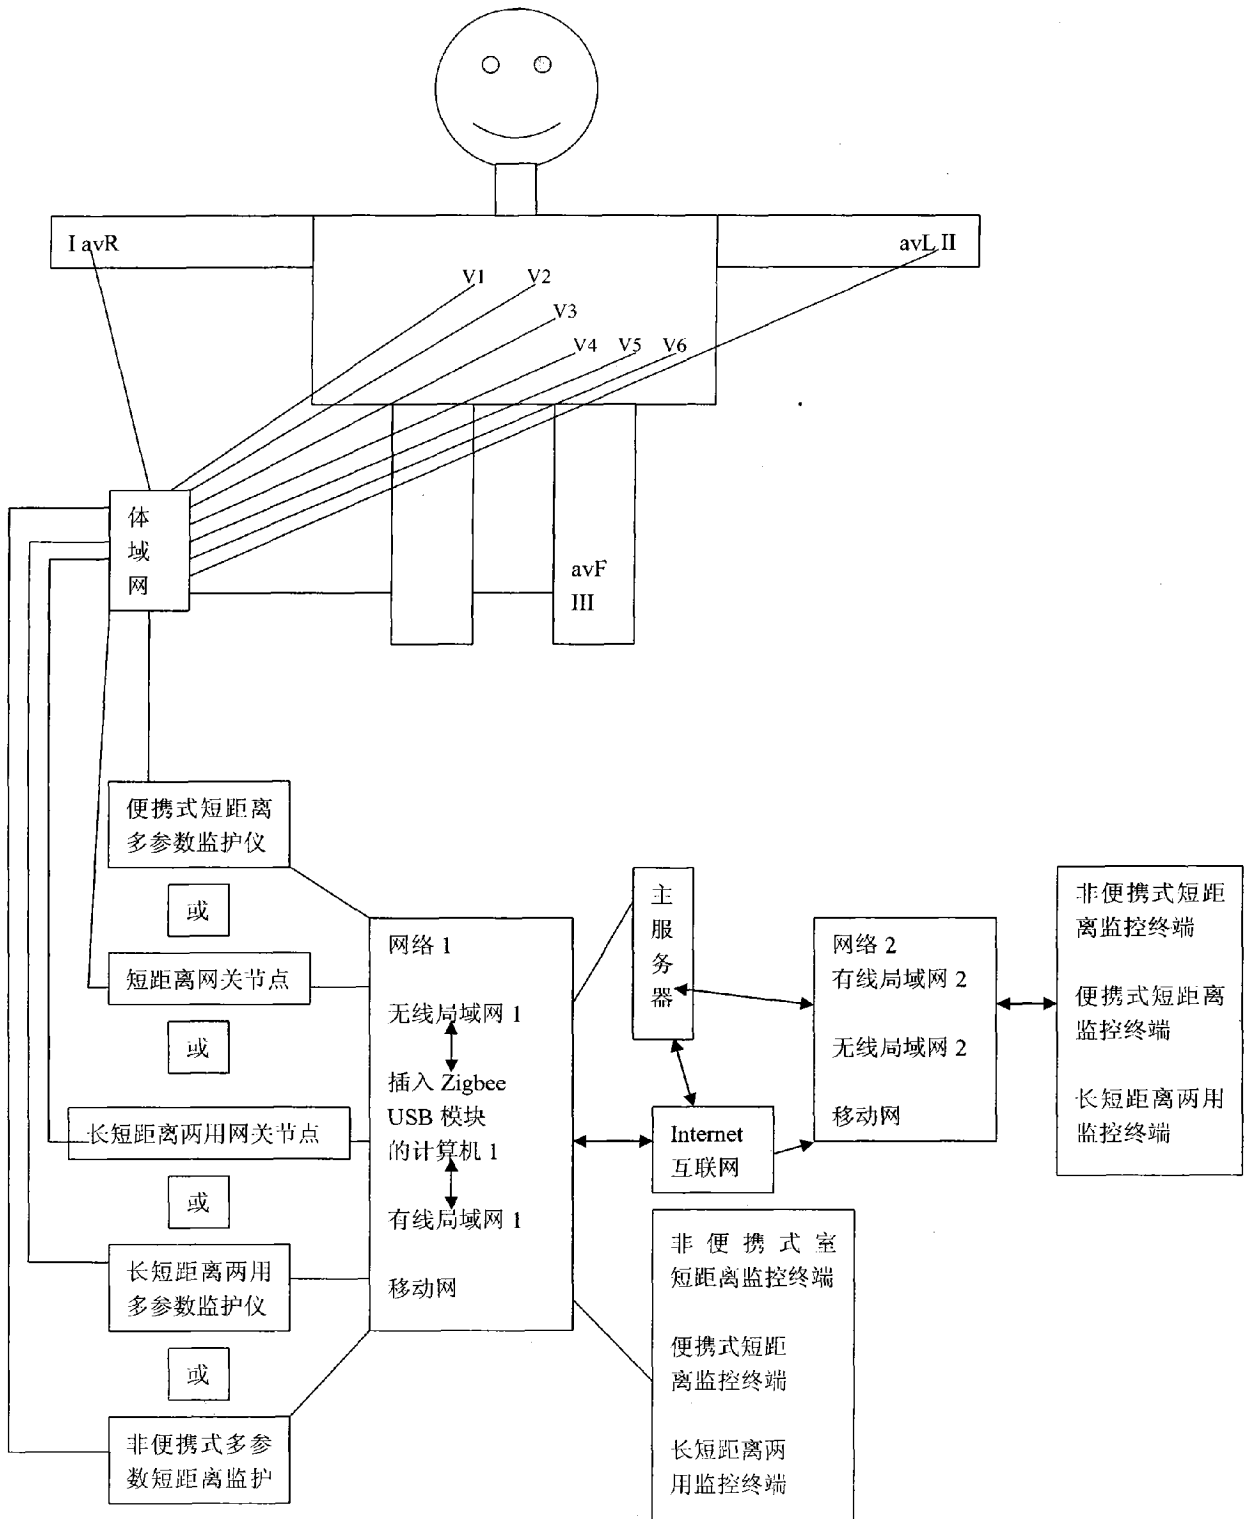 I avR
avL II
V1
V2
V3
V4
V5
V6
体
域
网
avF
III
便携式短距离
多参数监护仪
或
短距离网关节点
或
长短距离两用网关节点
或
长短距离两用
多参数监护仪
或
非便携式多参
数短距离监护
网络 1
无线局域网 1
插入 Zigbee
USB 模块
的计算机 1
有线局域网 1
移动网
主
服
务
器
Internet
互联网
非便携式室
短距离监控终端
便携式短距
离监控终端
长短距离两
用监控终端
网络 2
有线局域网 2
无线局域网 2
移动网
非便携式短距
离监控终端
便携式短距离
监控终端
长短距离两用
监控终端